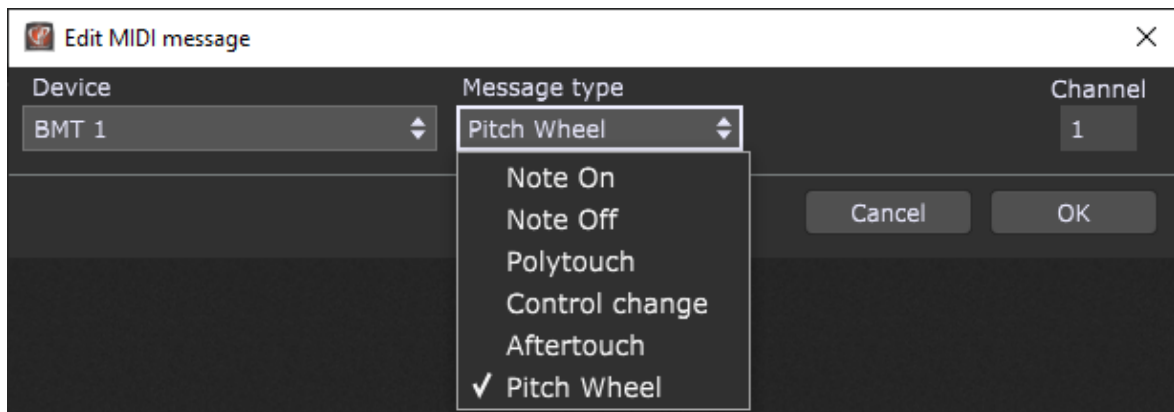 Edit MIDI message
Device
Message type
Channel
BMT 1
Pitch Wheel
1
Note On
Note Off
Polytouch
Control change
Aftertouch
Pitch Wheel
Cancel
OK